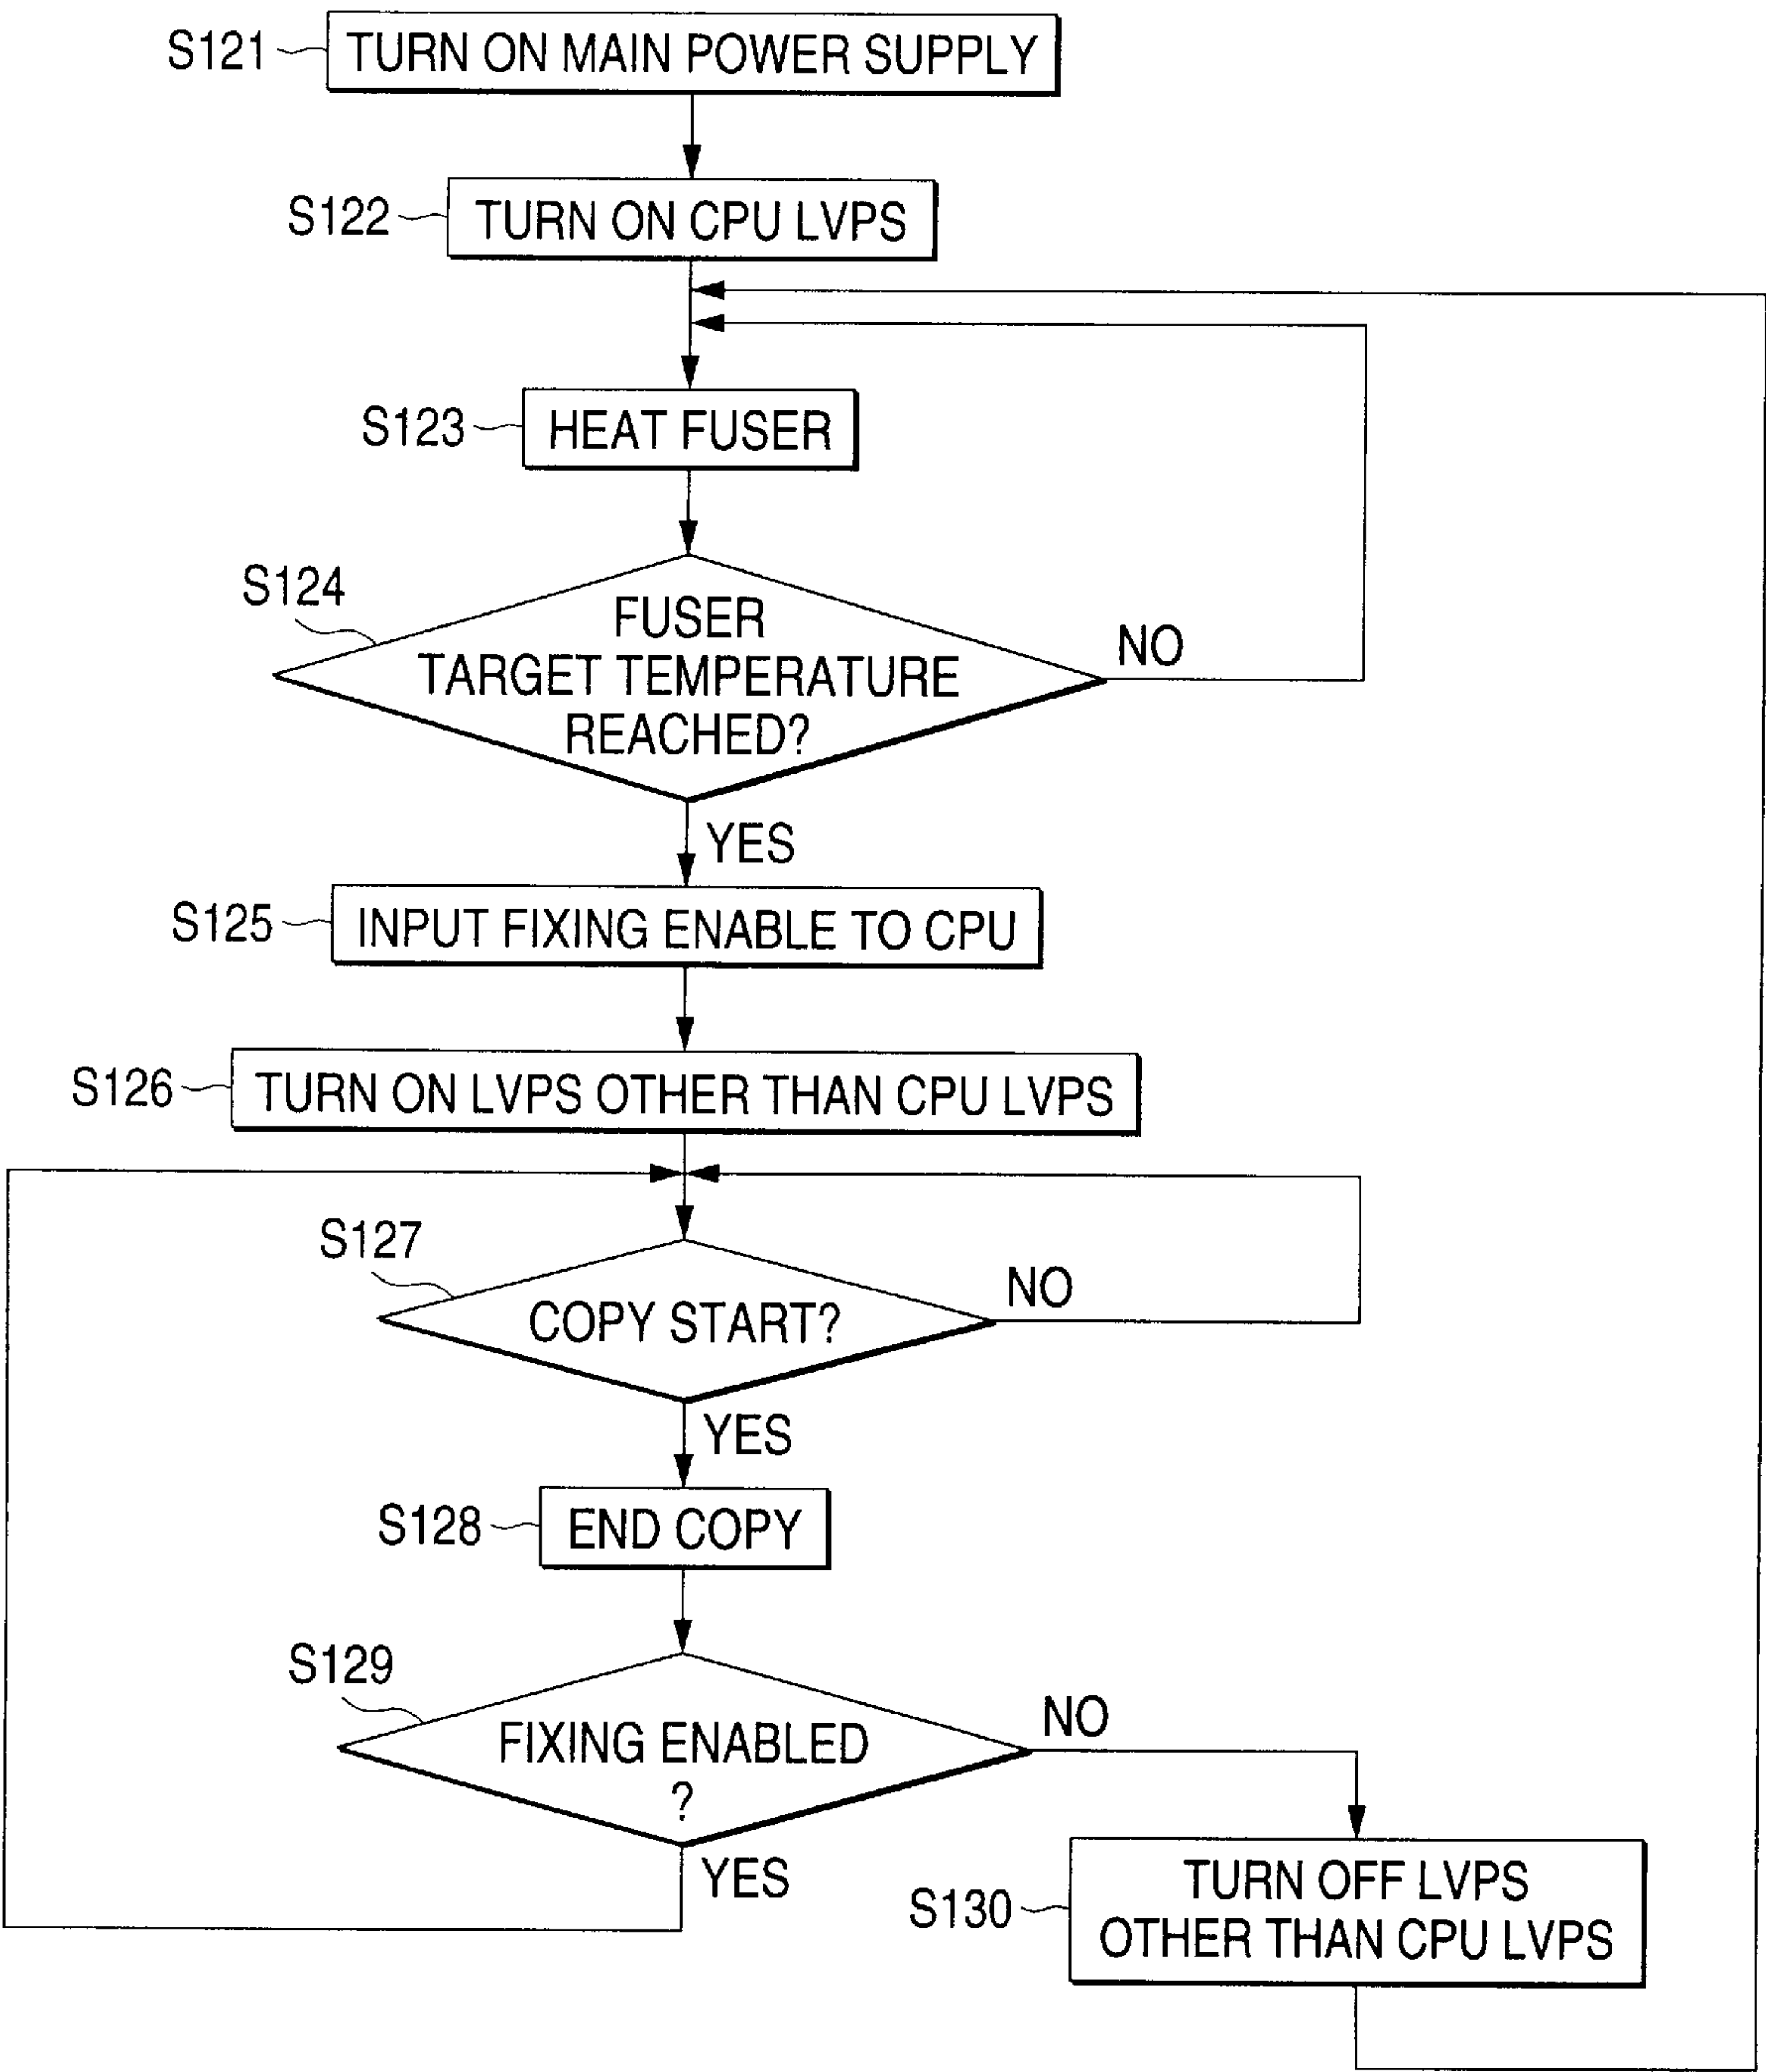 S121
TURN ON MAIN POWER SUPPLY
S122
TURN ON CPU LVPS
S123
HEAT FUSER
S124
FUSER
TARGET TEMPERATURE
REACHED?
NO
YES
S125
INPUT FIXING ENABLE TO CPU
S126
TURN ON LVPS OTHER THAN CPU LVPS
S127
COPY START?
NO
YES
S128
END COPY
S129
FIXING ENABLED
?
NO
YES
S130
TURN OFF LVPS
OTHER THAN CPU LVPS